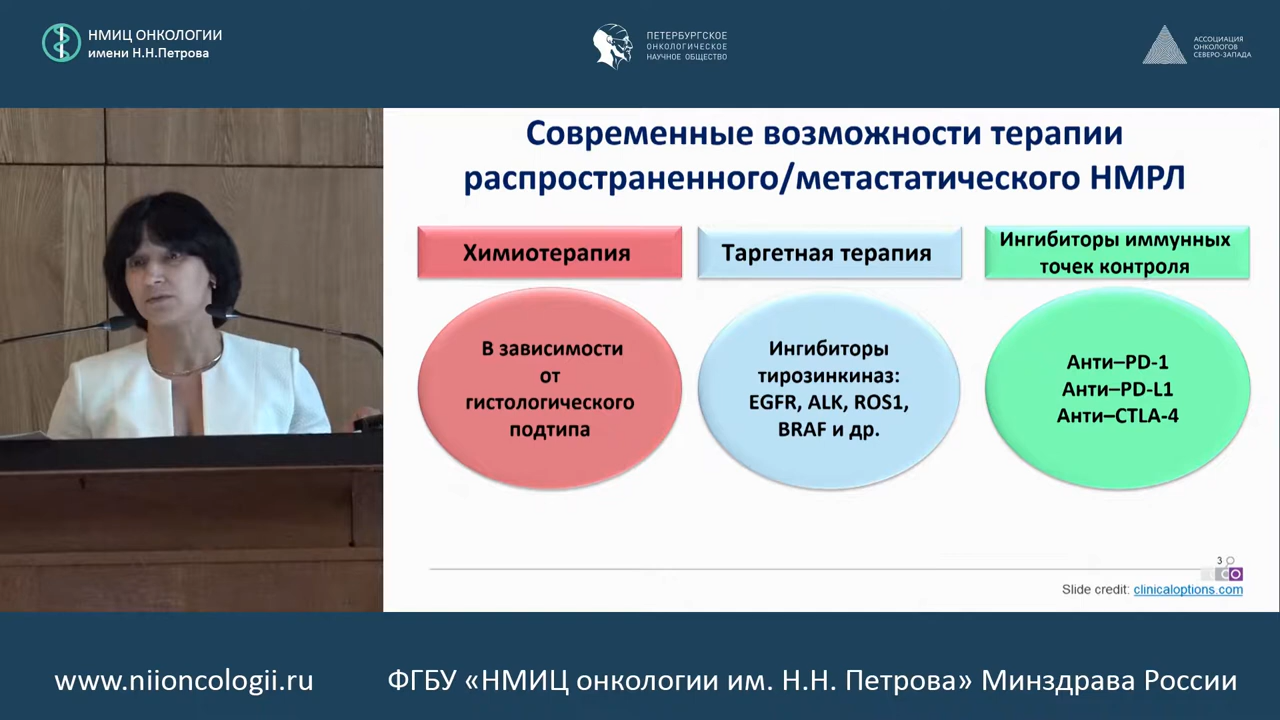 НМИЦ ОНКОЛОГИИ
имени Н.Н.Петрова
ПЕТЕРБУРГСКОЕ
ОНКОЛОГИЧЕСКОЕ
НАУЧНОЕ ОБЩЕСТВО
АССОЦИАЦИЯ
ОНКОЛОГОВ
СЕВЕРО-ЗАПАДА
Современные возможности терапии
распространенного/метастатического НМРЛ
Химиотерапия
В зависимости
от
гистологического
подтипа
Таргетная терапия
Ингибиторы
тирозинкиназ:
EGFR, ALK, ROS1,
BRAF и др.
Ингибиторы иммунных
точек контроля
Анти–PD-1
Анти–PD-L1
Анти–CTLA-4
3
Slide credit: clinicaloptions.com
www.niioncologii.ru
ФГБУ «НМИЦ онкологии им. Н.Н. Петрова» Минздрава России